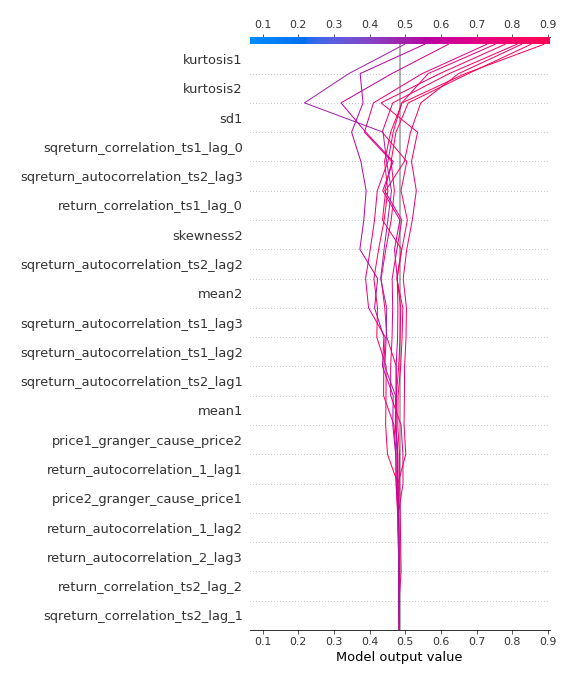 0.1 0.2 0.3 0.4 0.5 0.6 0.7 0.8 0.9
kurtosis1
kurtosis2
sd1
sqreturn_correlation_ts1_lag_0
sqreturn_autocorrelation_ts2_lag3
return_correlation_ts1_lag_0
skewness2
sqreturn_autocorrelation_ts2_lag2
mean2
sqreturn_autocorrelation_ts1_lag3
sqreturn_autocorrelation_ts1_lag2
sqreturn_autocorrelation_ts2_lag1
mean1
price1_granger_cause_price2
return_autocorrelation_1_lag1
price2_granger_cause_price1
return_autocorrelation_1_lag2
return_autocorrelation_2_lag3
return_correlation_ts2_lag_2
sqreturn_correlation_ts2_lag_1
0.1 0.2 0.3 0.4 0.5 0.6 0.7 0.8 0.9
Model output value